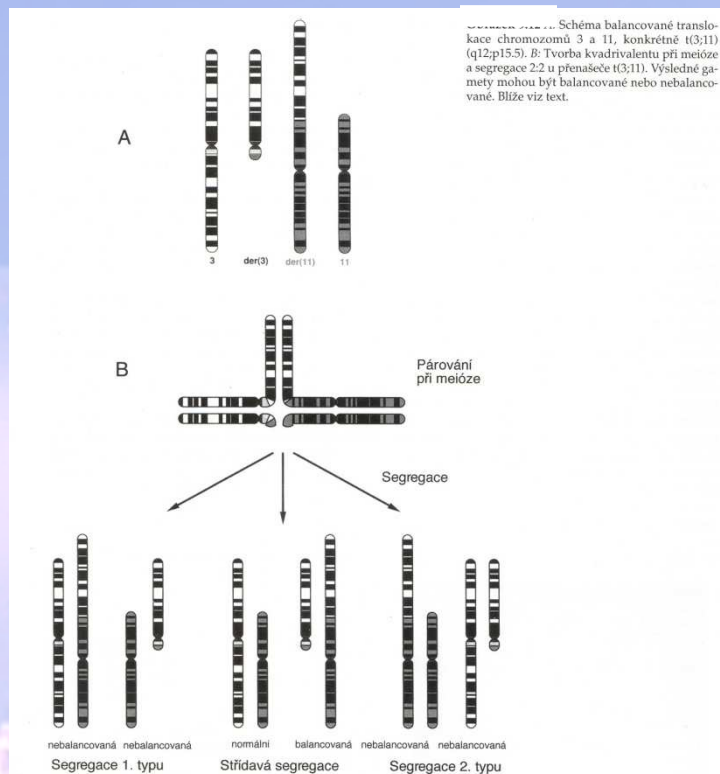 A. Schéma balancované translo-
kace chromozomů 3 a 11, konkrétně t(3;11)
(q12;p15.5). B: Tvorba kvadrivalentu při meióze
a segregace 2:2 u přenašeče t(3;11). Výsledné ga-
mety mohou být balancované nebo nebalanco-
vané. Blíže viz text.
A
3 der(3) der(11) 11
B
Párování
při meióze
Segregace
nebalancovaná nebalancovaná normální balancovaná nebalancovaná nebalancovaná
Segregace 1. typu Střídavá segregace Segregace 2. typu